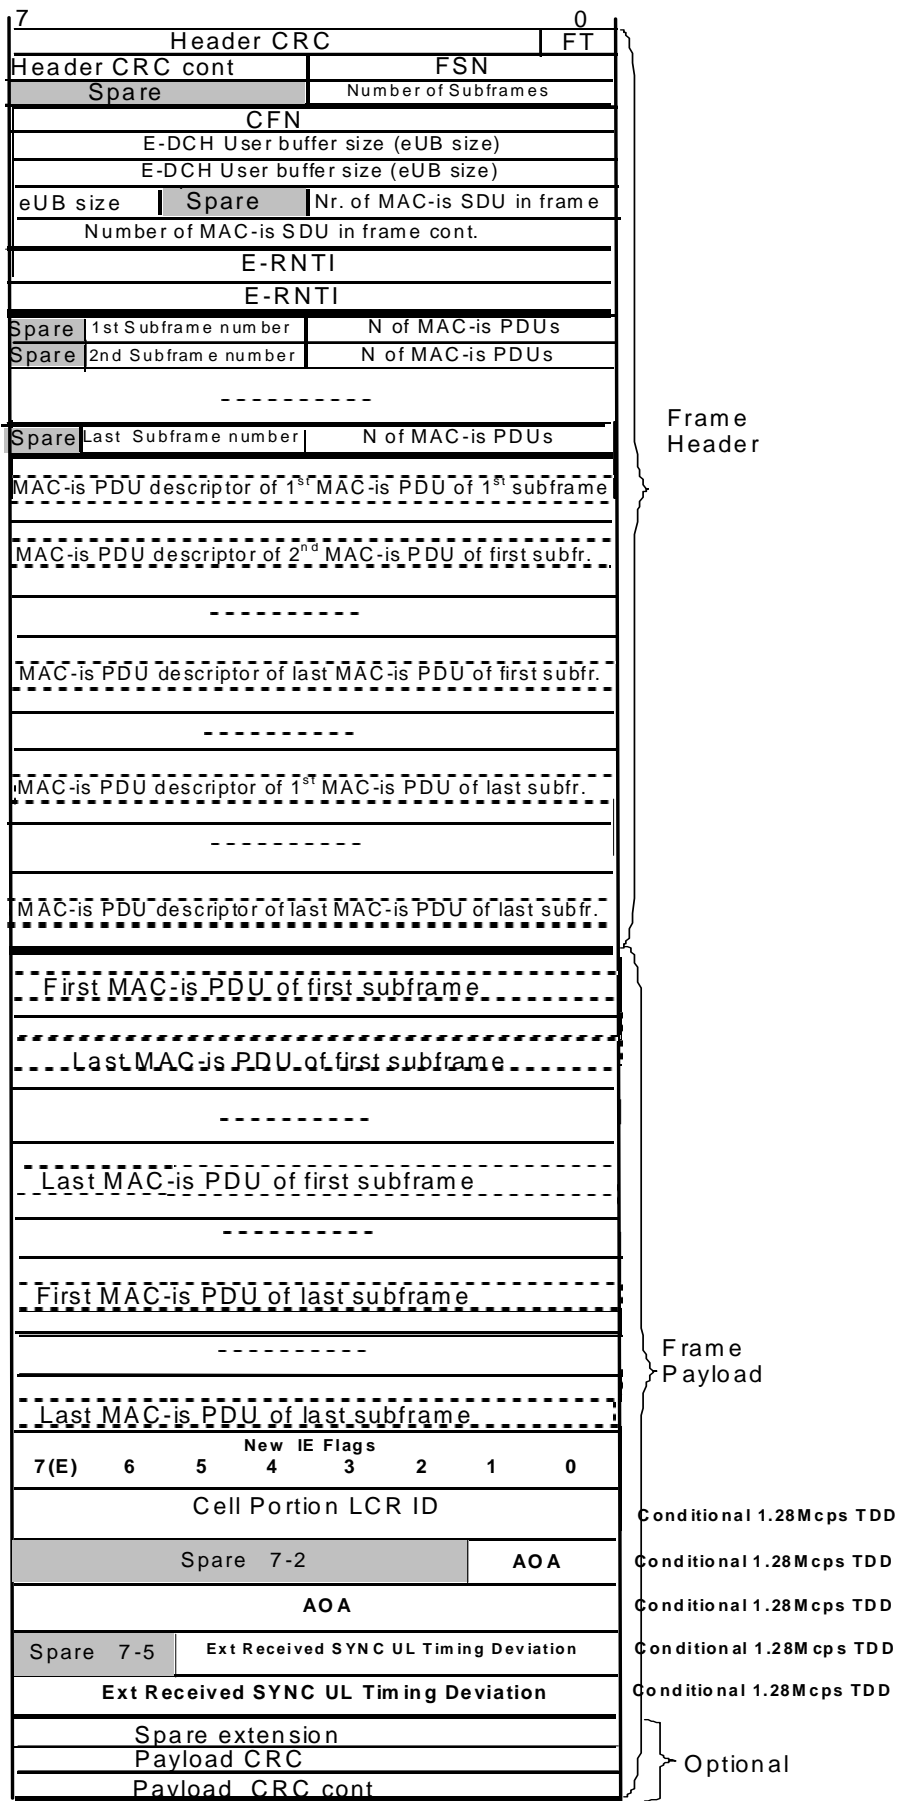 7 0
Header CRC FT
Header CRC cont FSN
Spare Number of Subframes
CFN
E-DCH User buffer size (eUB size)
E-DCH User buffer size (eUB size)
eUB size Spare Nr. of MAC-is SDU in frame
Number of MAC-is SDU in frame cont.
E-RNTI
E-RNTI
Spare 1st Subframe number N of MAC-is PDUs
Spare 2nd Subframe number N of MAC-is PDUs
Frame
Header
Spare Last Subframe number N of MAC-is PDUs
MAC-is PDU descriptor of 1st MAC-is PDU of 1st subframe
MAC-is PDU descriptor of 2nd MAC-is PDU of first subfr.
MAC-is PDU descriptor of last MAC-is PDU of first subfr.
MAC-is PDU descriptor of 1st MAC-is PDU of last subfr.
MAC-is PDU descriptor of last MAC-is PDU of last subfr.
First MAC-is PDU of first subframe
Last MAC-is PDU of first subframe
Last MAC-is PDU of first subframe
First MAC-is PDU of last subframe
Frame
Payload
Last MAC-is PDU of last subframe
New IE Flags
7(E) 6 5 4 3 2 1 0
Cell Portion LCR ID Conditional 1.28Mcps TDD
Spare 7-2 AOA Conditional 1.28Mcps TDD
AOA Conditional 1.28Mcps TDD
Spare 7-5 Ext Received SYNC UL Timing Deviation Conditional 1.28Mcps TDD
Ext Received SYNC UL Timing Deviation Conditional 1.28Mcps TDD
Spare extension
Payload CRC Optional
Payload CRC cont